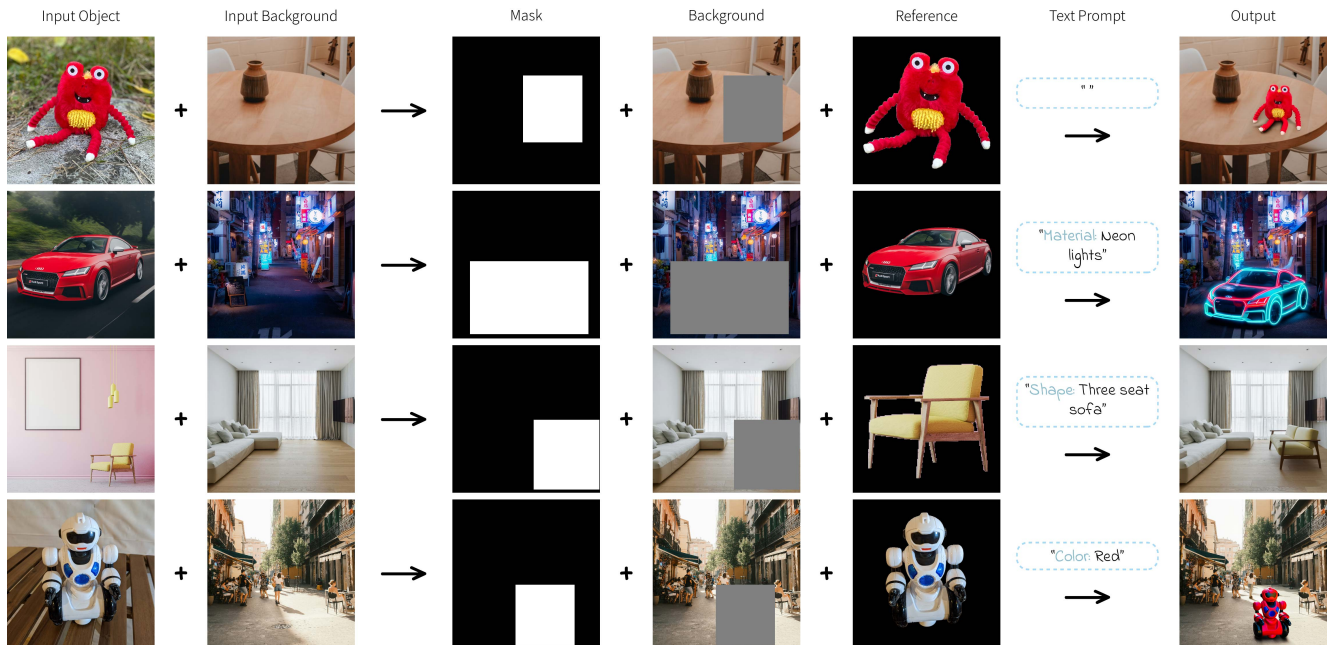 Input Object
Input Background
Mask
Background
Reference
Text Prompt
Output
" "
"Material: Neon
lights"
"Shape: Three seat
sofa"
"Color: Red"